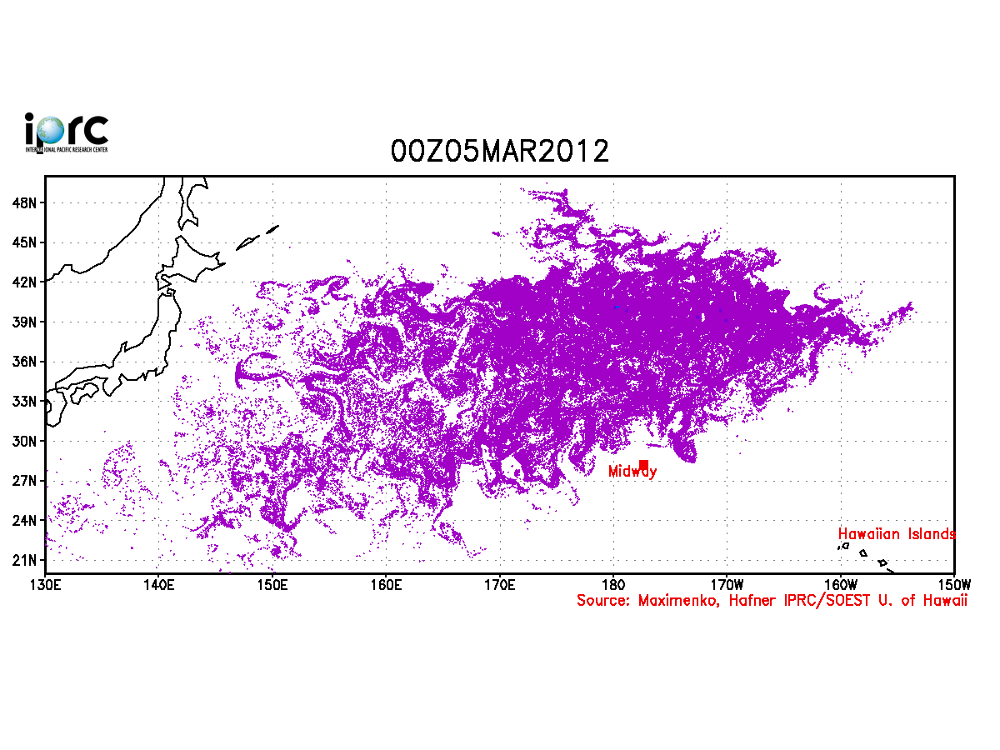 iprc
INTERNATIONAL PACIFIC RESEARCH CENTER
00Z05MAR2012
48N
45N
42N
39N
36N
33N
30N
27N
24N
21N
Midway
Hawaiian Islands
130E 140E 150E 160E 170E 180 170W 160W 150W
Source: Maximenko, Hafner IPRC/SOEST U. of Hawaii